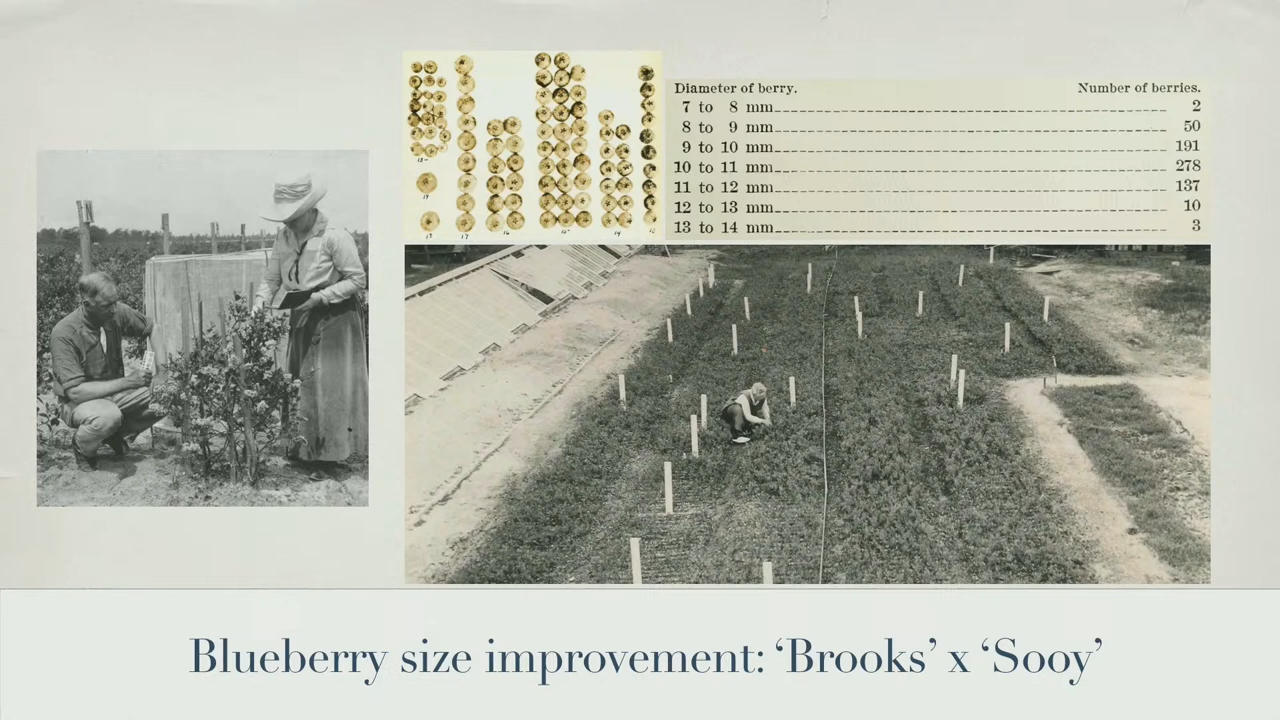 Diameter of berry. Number of berries.
7 to 8 mm 2
8 to 9 mm 50
9 to 10 mm 191
10 to 11 mm 278
11 to 12 mm 137
12 to 13 mm 10
13 to 14 mm 3
Blueberry size improvement: ‘Brooks’ x ‘Sooy’